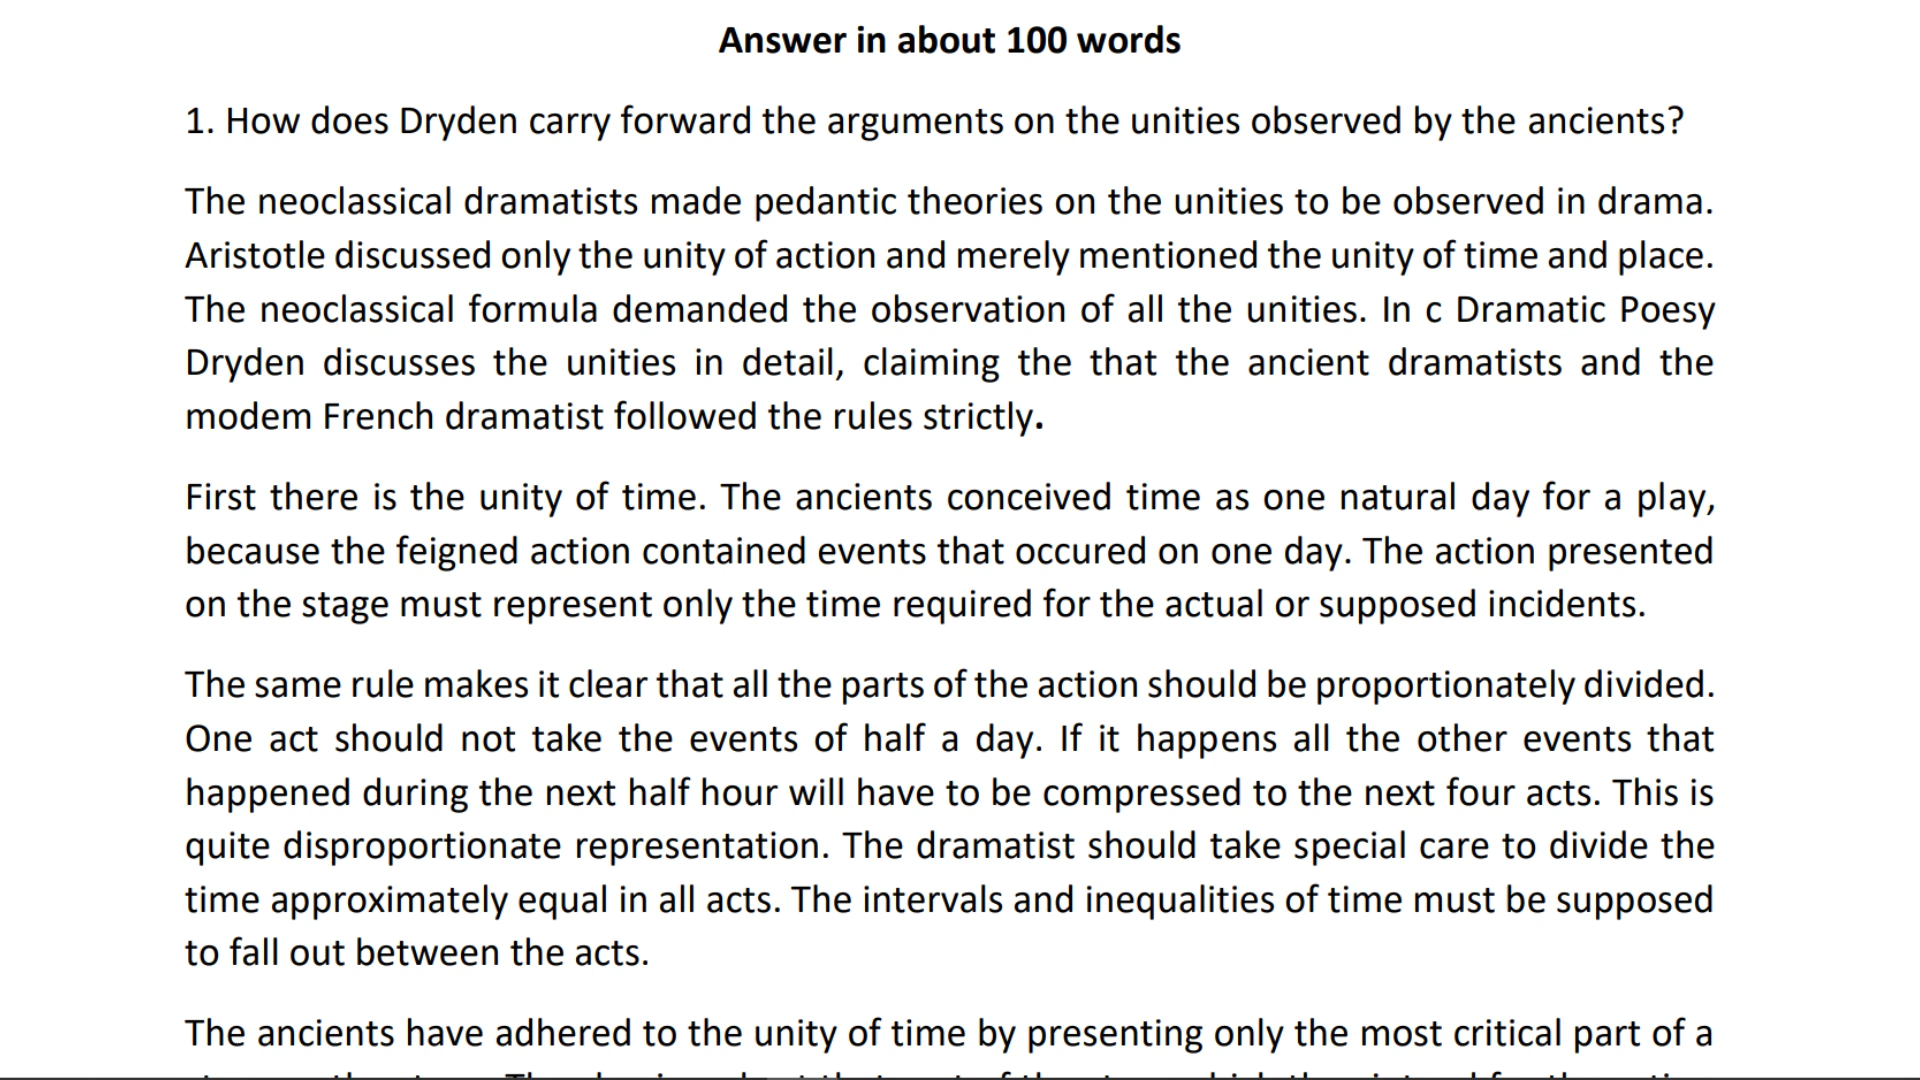 Answer in about 100 words
1. How does Dryden carry forward the arguments on the unities observed by the ancients?
The neoclassical dramatists made pedantic theories on the unities to be observed in drama.
Aristotle discussed only the unity of action and merely mentioned the unity of time and place.
The neoclassical formula demanded the observation of all the unities. In c Dramatic Poesy
Dryden discusses the unities in detail, claiming the that the ancient dramatists and the
modem French dramatist followed the rules strictly.
First there is the unity of time. The ancients conceived time as one natural day for a play,
because the feigned action contained events that occured on one day. The action presented
on the stage must represent only the time required for the actual or supposed incidents.
The same rule makes it clear that all the parts of the action should be proportionately divided.
One act should not take the events of half a day. If it happens all the other events that
happened during the next half hour will have to be compressed to the next four acts. This is
quite disproportionate representation. The dramatist should take special care to divide the
time approximately equal in all acts. The intervals and inequalities of time must be supposed
to fall out between the acts.
The ancients have adhered to the unity of time by presenting only the most critical part of a